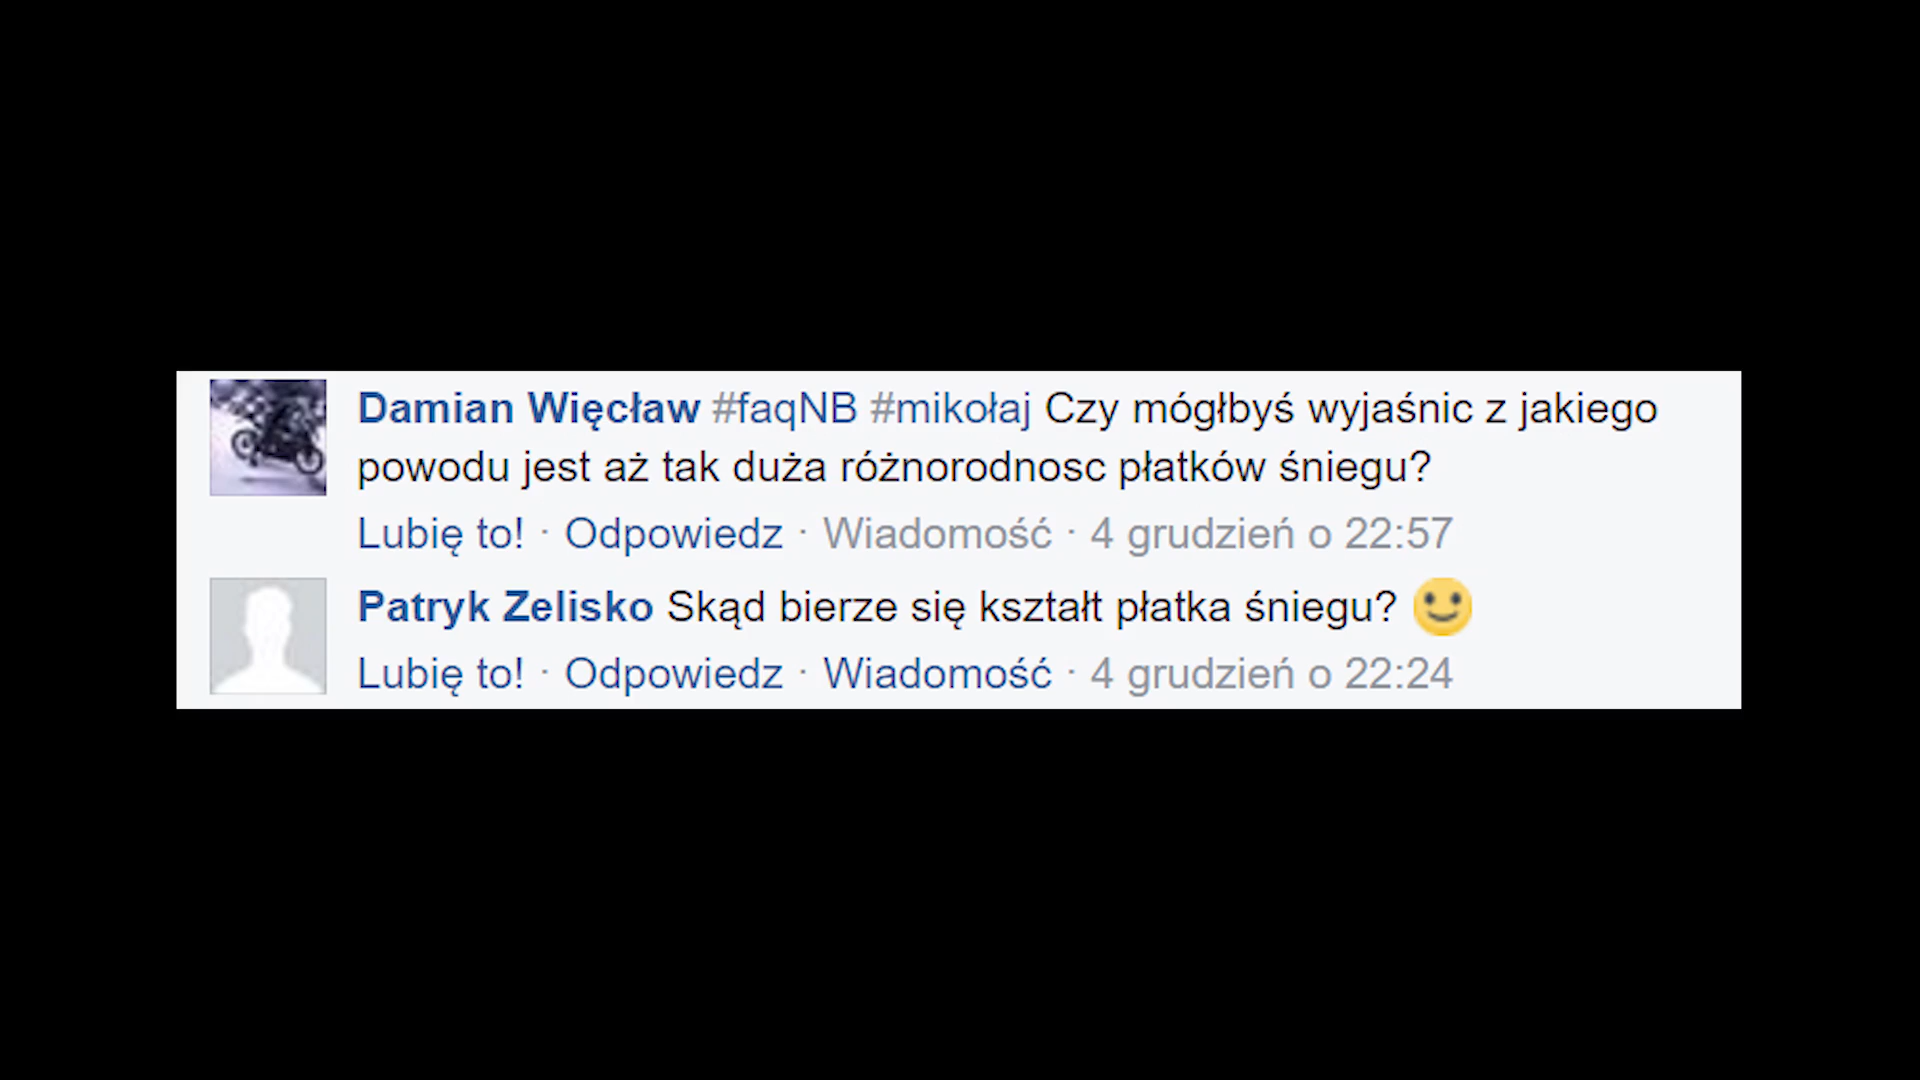 Damian Więcław #faqNB #mikołaj Czy mógłbyś wyjaśnic z jakiego
powodu jest aż tak duża różnorodnosc płatków śniegu?
Lubię to! · Odpowiedz · Wiadomość · 4 grudzień o 22:57
Patryk Zelisko Skąd bierze się kształt płatka śniegu? 🙂
Lubię to! · Odpowiedz · Wiadomość · 4 grudzień o 22:24